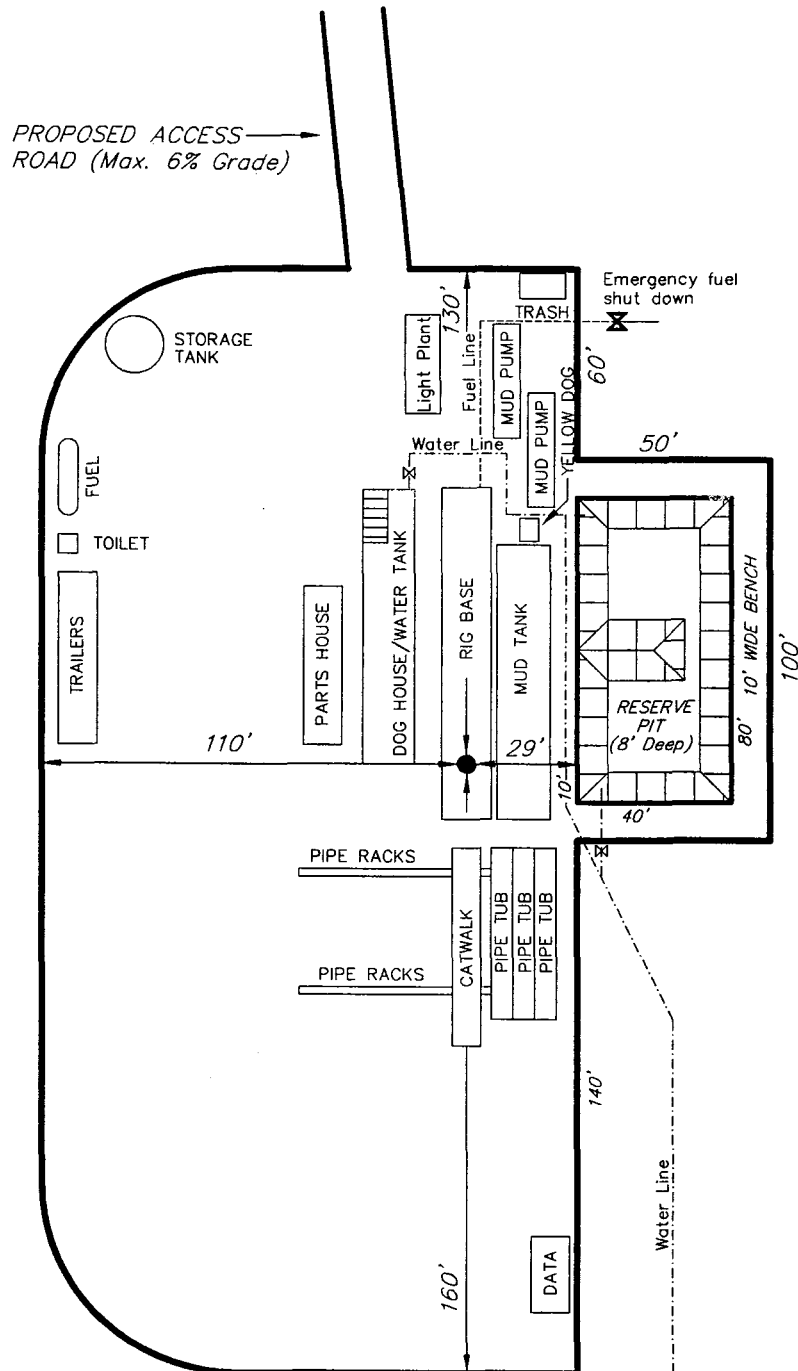 PROPOSED ACCESS
ROAD (Max. 6% Grade)
Emergency fuel
shut down
TRASH
130'
STORAGE
TANK
Light Plant
Fuel Line
MUD PUMP
60'
YELLOW DOG
MUD PUMP
Water Line
50'
FUEL
TOILET
TRAILERS
PARTS HOUSE
DOG HOUSE/WATER TANK
RIG BASE
MUD TANK
RESERVE
PIT
(8' Deep)
80'
10' WIDE BENCH
100'
110'
29'
10'
40'
PIPE RACKS
CATWALK
PIPE TUB
PIPE TUB
PIPE TUB
PIPE RACKS
140'
Water Line
DATA
160'